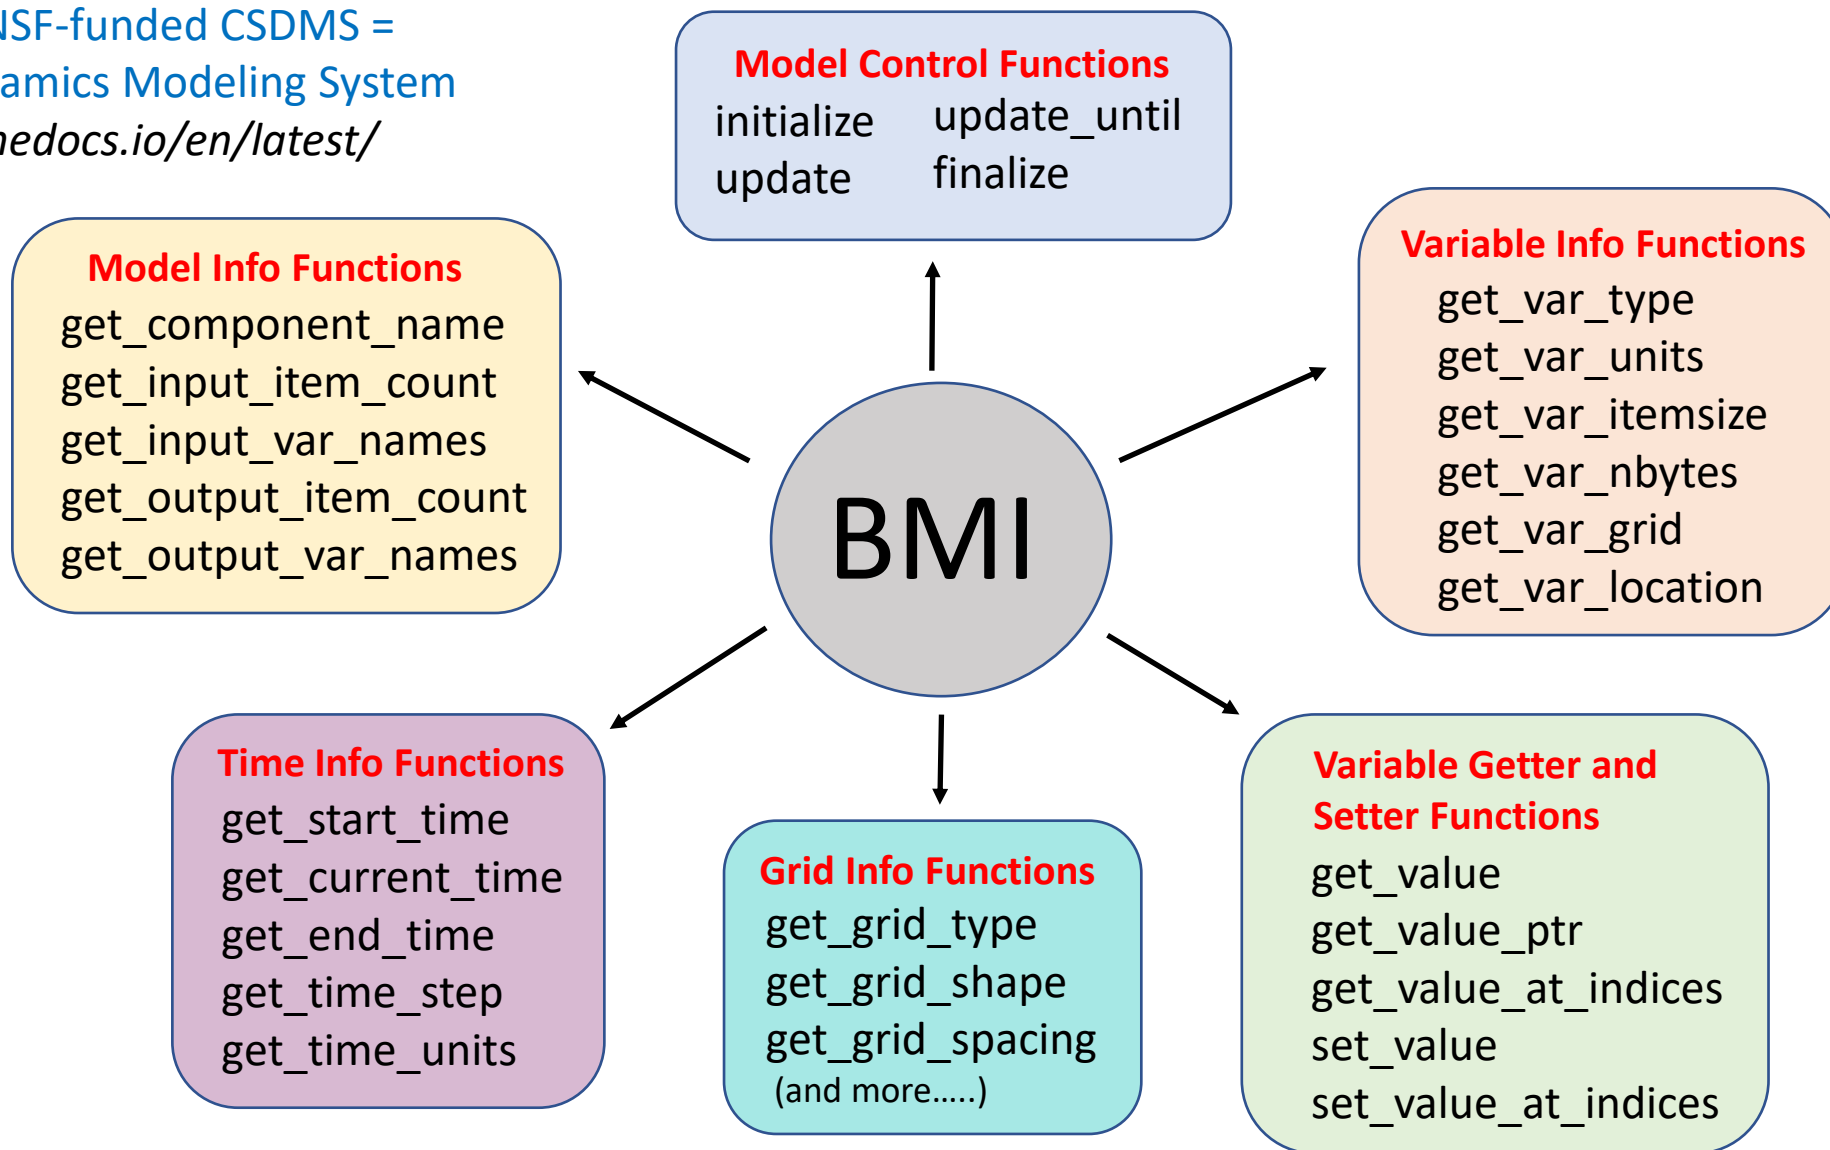 NSF-funded CSDMS =
amics Modeling System
nedocs.io/en/latest/
Model Control Functions
initialize update_until
update finalize
Model Info Functions
get_component_name
get_input_item_count
get_input_var_names
get_output_item_count
get_output_var_names
Variable Info Functions
get_var_type
get_var_units
get_var_itemsize
get_var_nbytes
get_var_grid
get_var_location
BMI
Time Info Functions
get_start_time
get_current_time
get_end_time
get_time_step
get_time_units
Grid Info Functions
get_grid_type
get_grid_shape
get_grid_spacing
(and more…..)
Variable Getter and
Setter Functions
get_value
get_value_ptr
get_value_at_indices
set_value
set_value_at_indices